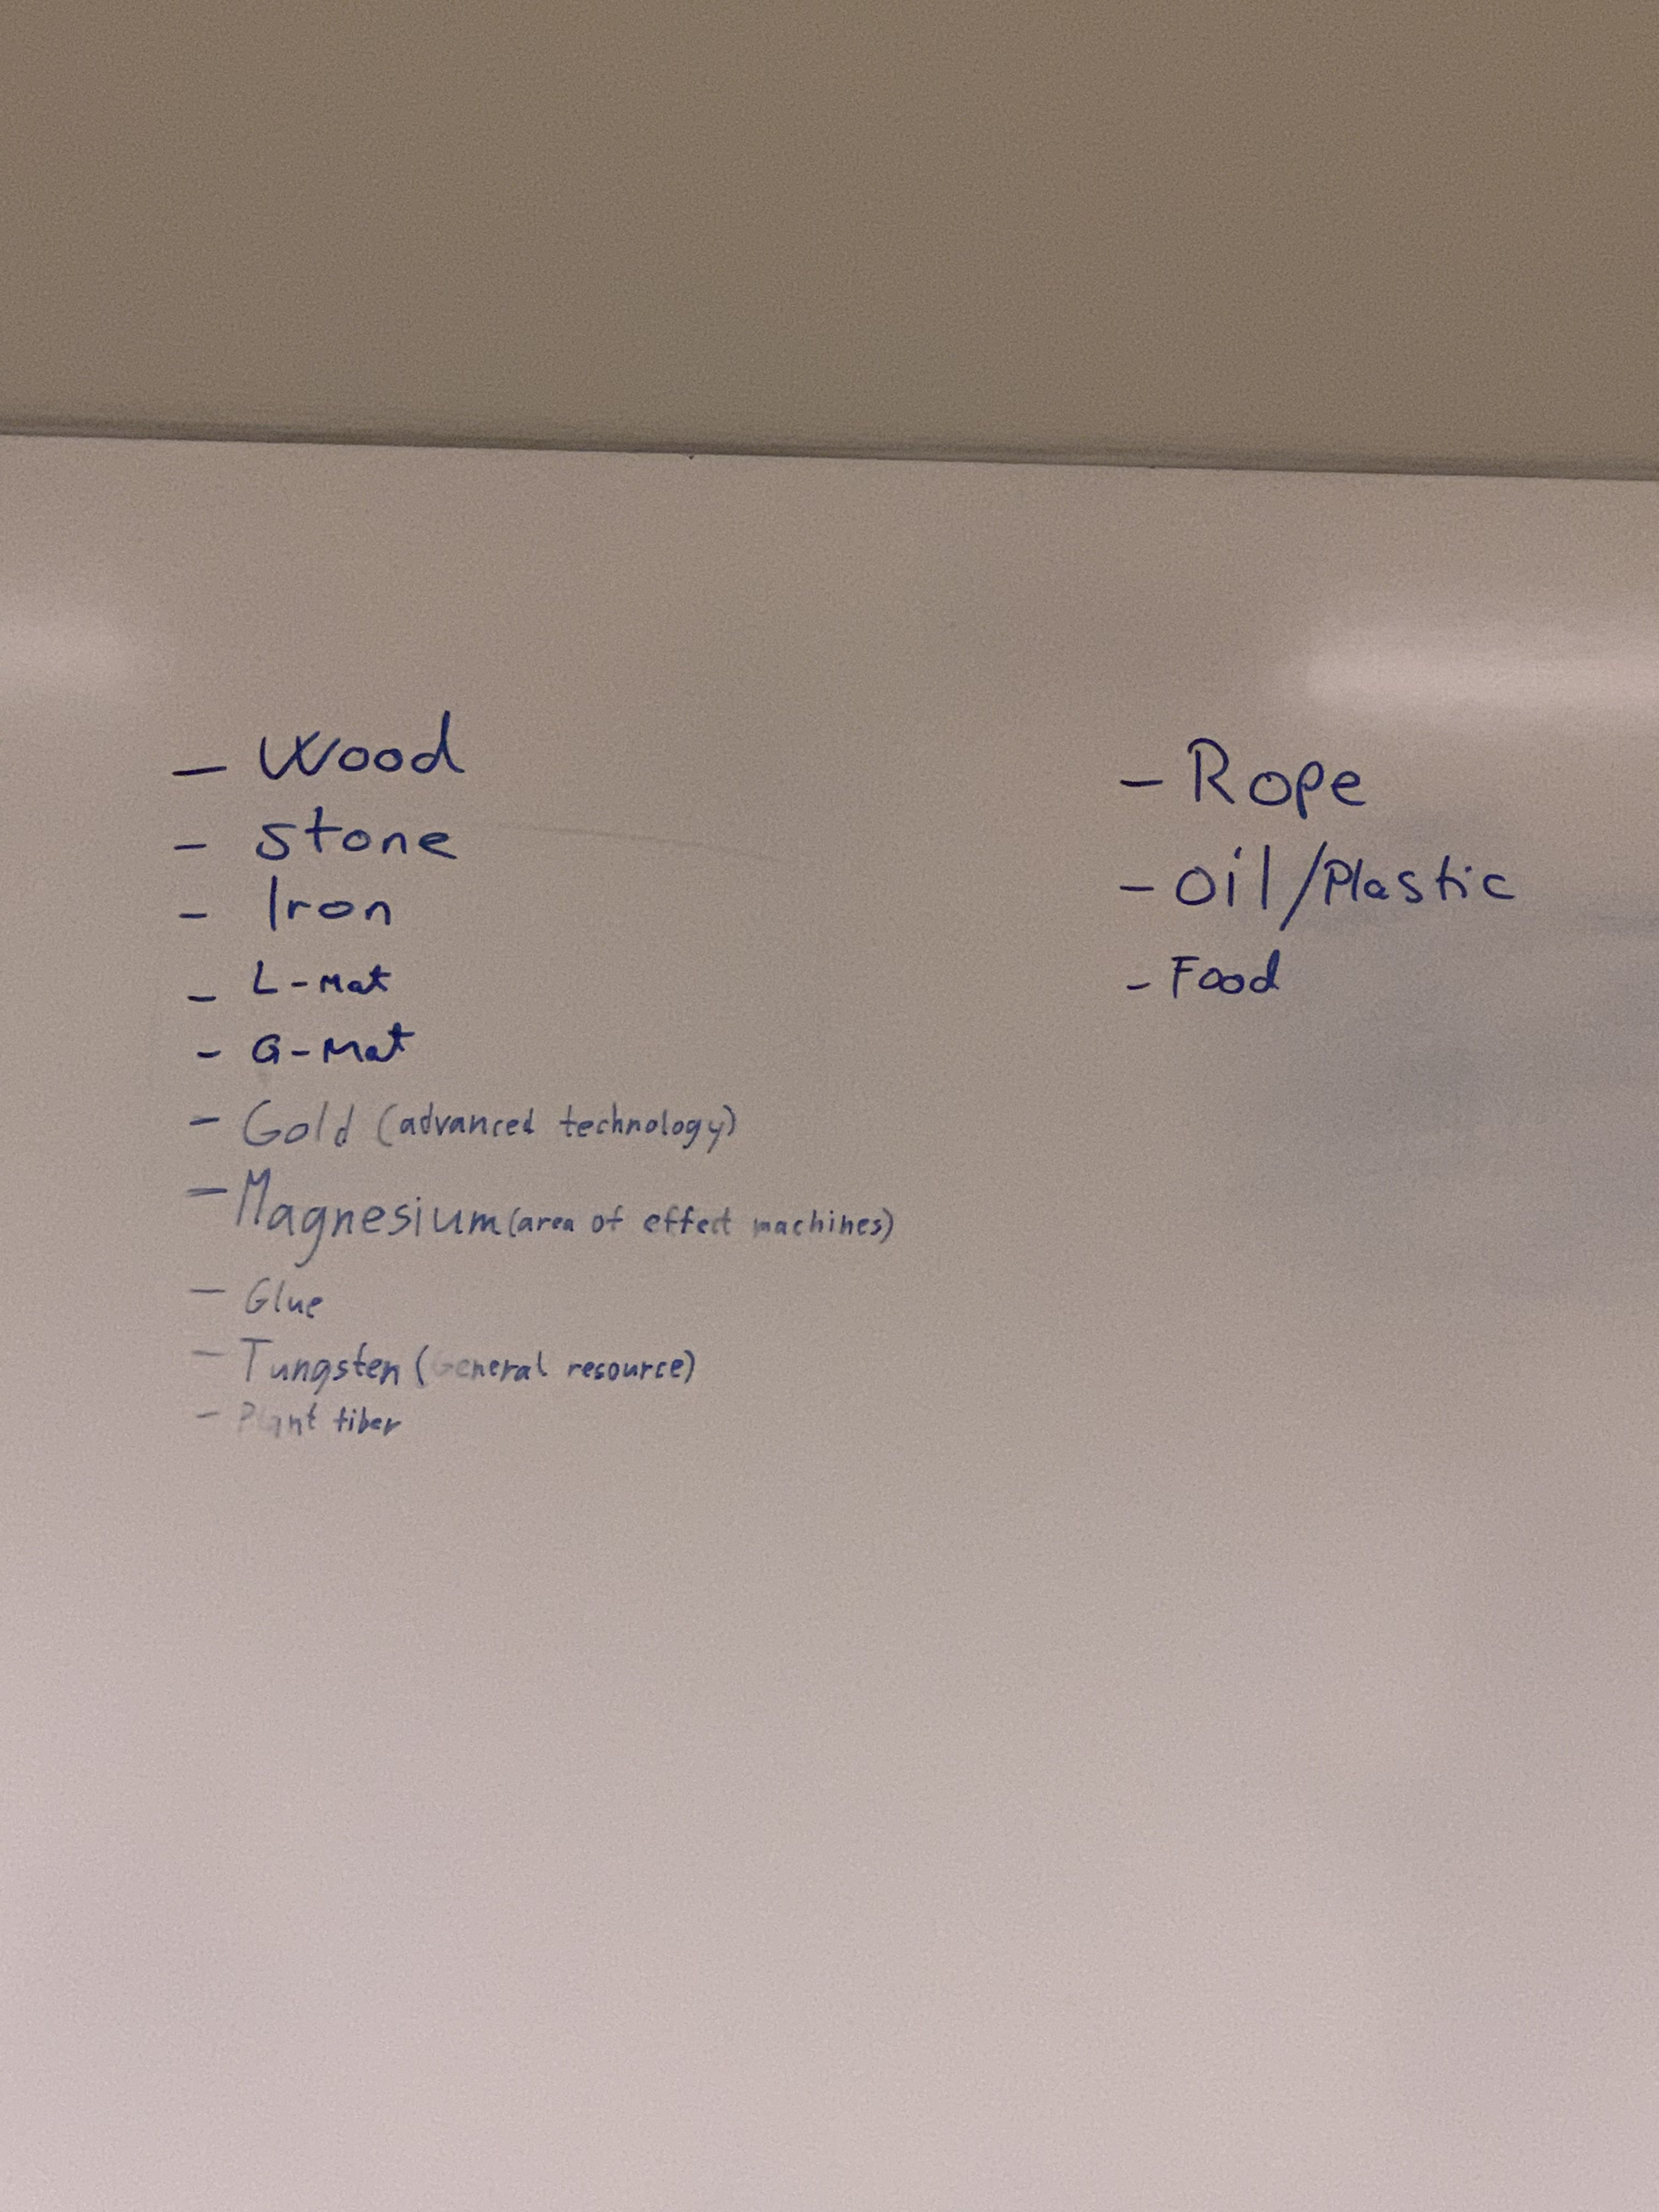 - Wood
- Stone
- Iron
- L-Mat
- G-Mat
- Gold (advanced technology)
- Magnesium (area of effect machines)
- Glue
- Tungsten (General resource)
- Plant fiber
- Rope
- Oil/Plastic
- Food